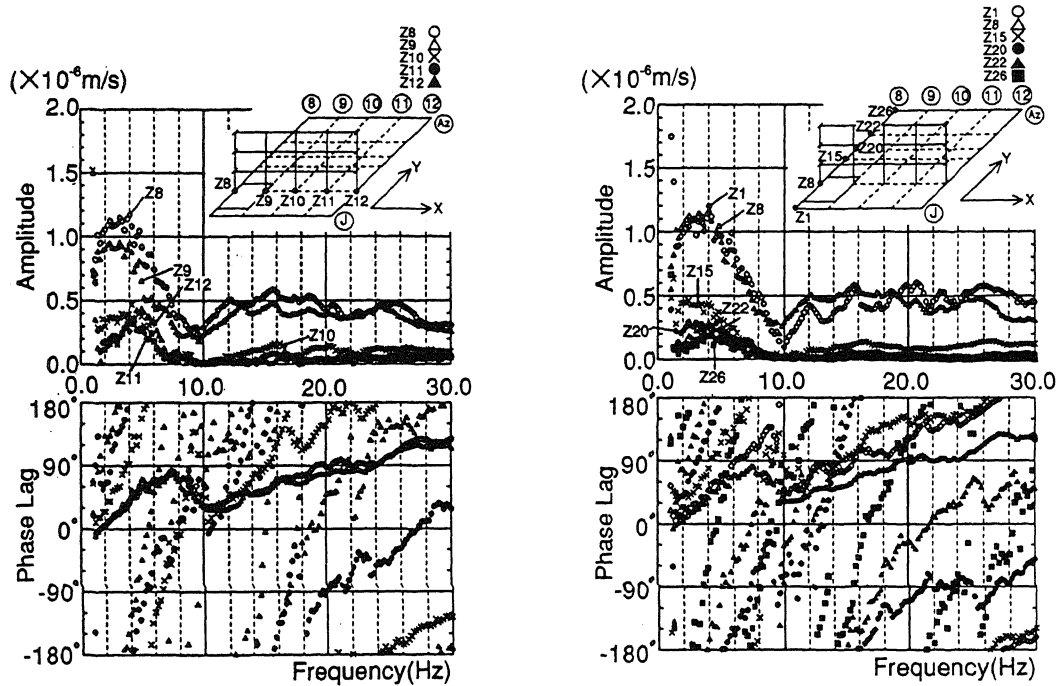 Z8 ○
Z9 △
Z10 ×
Z11 ●
Z12 ▲
(×10⁻⁶m/s)
2.0
1.5
1.0
0.5
0.0
Amplitude
8 9 10 11 12
Az
Y
X
J
Z8
Z9 Z10 Z11 Z12
Z8
Z9
Z12
Z10
Z11
0.0 10.0 20.0 30.0
180°
90°
0°
-90°
-180°
Phase Lag
Frequency(Hz)
Z1 ○
Z8 △
Z15 ×
Z20 ●
Z22 ▲
Z26 ■
(×10⁻⁶m/s)
2.0
1.5
1.0
0.5
0.0
Amplitude
8 9 10 11 12
Az
Z26
Z22
Z20
Z15
Z8
Z1
Y
X
J
Z1
Z8
Z15
Z22
Z20
Z26
0.0 10.0 20.0 30.0
180°
90°
0°
-90°
-180°
Phase Lag
Frequency(Hz)